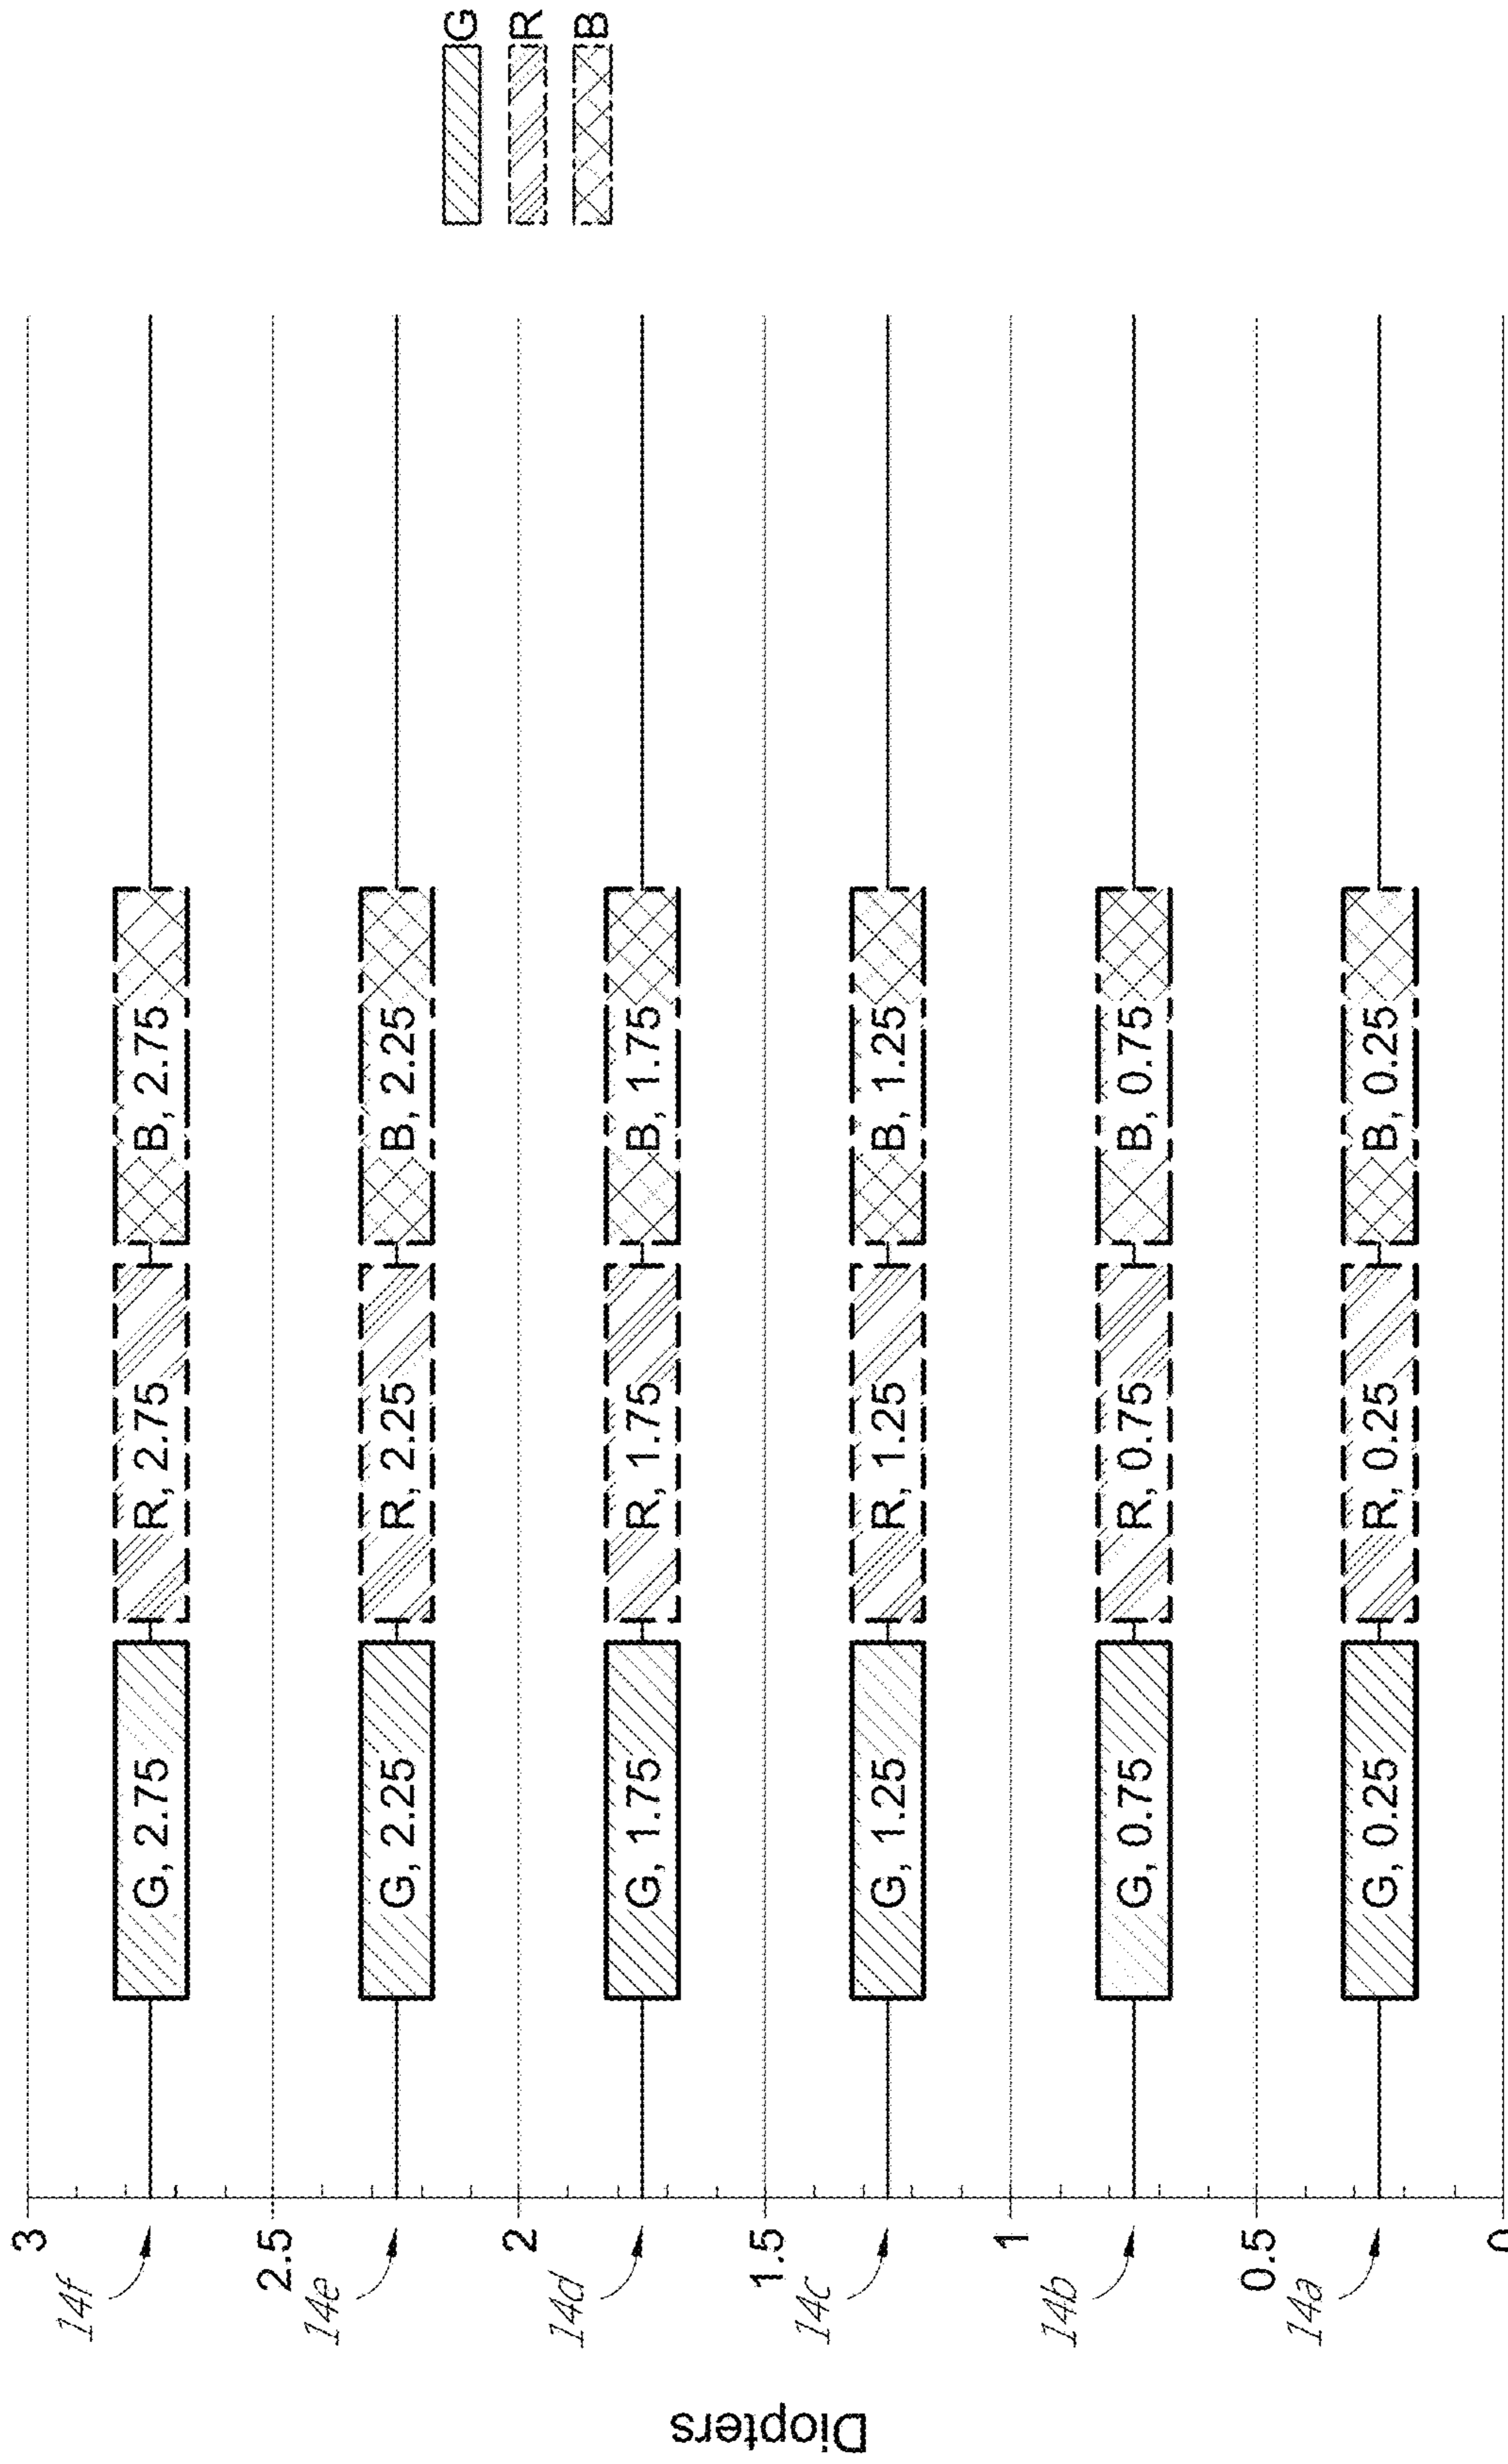 3
14f
G, 2.75 R, 2.75 B, 2.75
2.5
14e
G, 2.25 R, 2.25 B, 2.25
G
R
B
2
14d
G, 1.75 R, 1.75 B, 1.75
Diopters
1.5
14c
G, 1.25 R, 1.25 B, 1.25
1
14b
G, 0.75 R, 0.75 B, 0.75
0.5
14a
G, 0.25 R, 0.25 B, 0.25
0